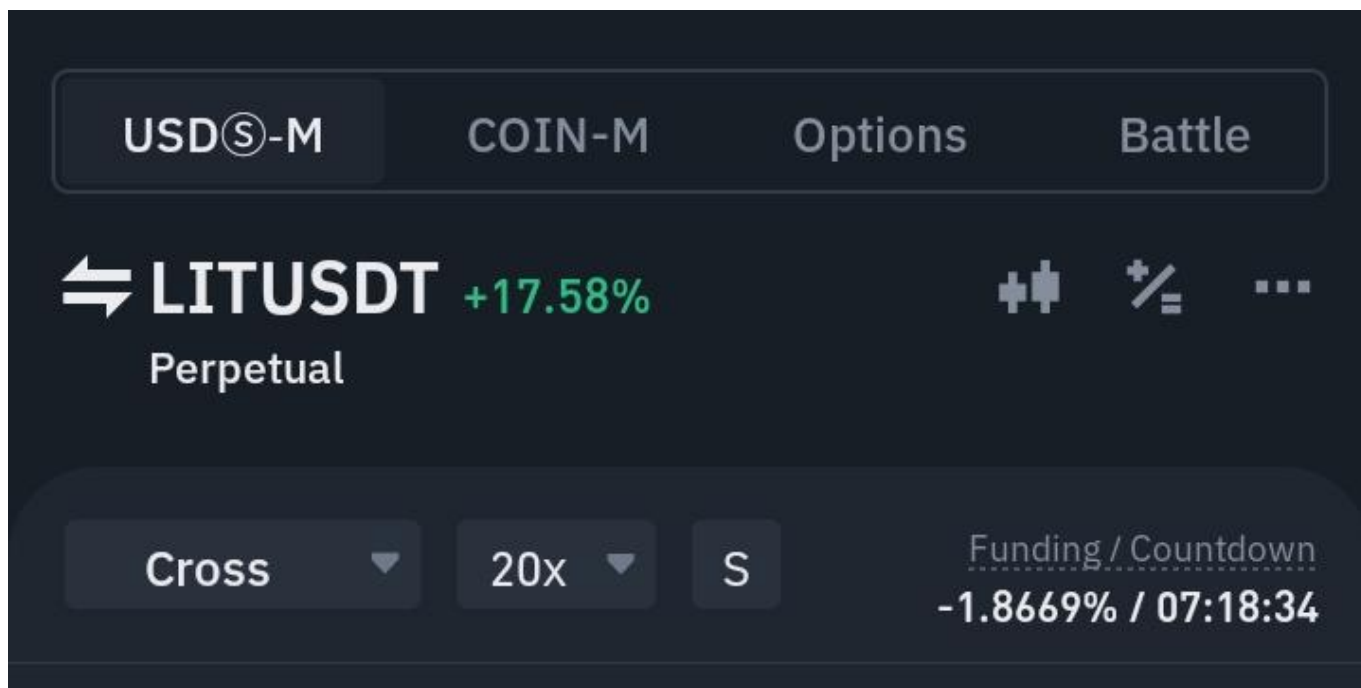 USDⓈ-M COIN-M Options Battle
LITUSDT +17.58%
Perpetual
Cross 20x S
Funding / Countdown
-1.8669% / 07:18:34